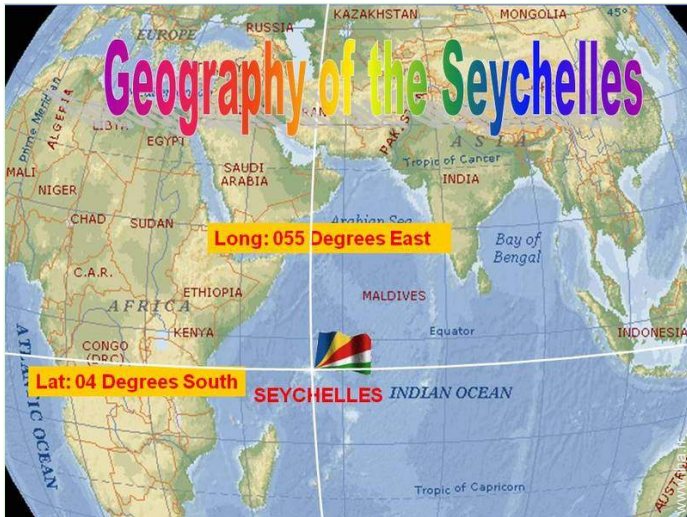 KAZAKHSTAN
MONGOLIA
45°
RUSSIA
EUROPE
Geography of the Seychelles
Prime Meridian
ALGERIA
LIBYA
EGYPT
ASIA
Tropic of Cancer
MALI
NIGER
SAUDI
ARABIA
INDIA
CHAD
SUDAN
Arabian Sea
Long: 055 Degrees East
Bay of
Bengal
C.A.R.
ETHIOPIA
MALDIVES
AFRICA
KENYA
Equator
INDONESIA
CONGO
(DRC)
ATLANTIC OCEAN
Lat: 04 Degrees South
SEYCHELLES
INDIAN OCEAN
Tropic of Capricorn